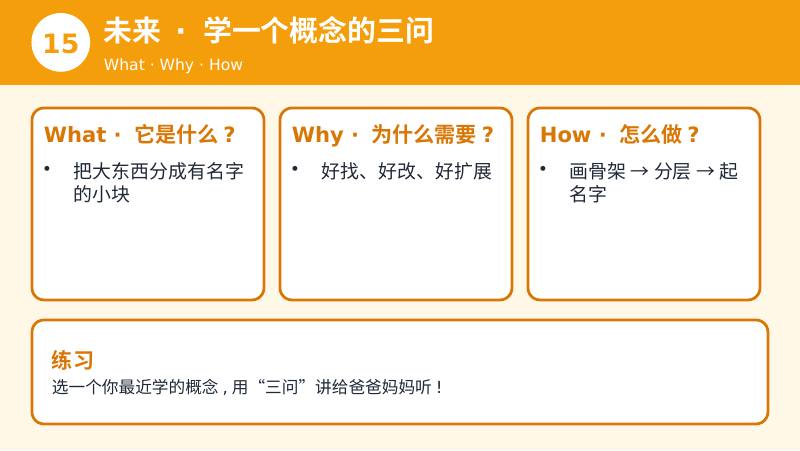 15
未来 · 学一个概念的三问
What · Why · How
What · 它是什么?
• 把大东西分成有名字
的小块
Why · 为什么需要?
• 好找、好改、好扩展
How · 怎么做?
• 画骨架 → 分层 → 起
名字
练习
选一个你最近学的概念,用“三问”讲给爸爸妈妈听!